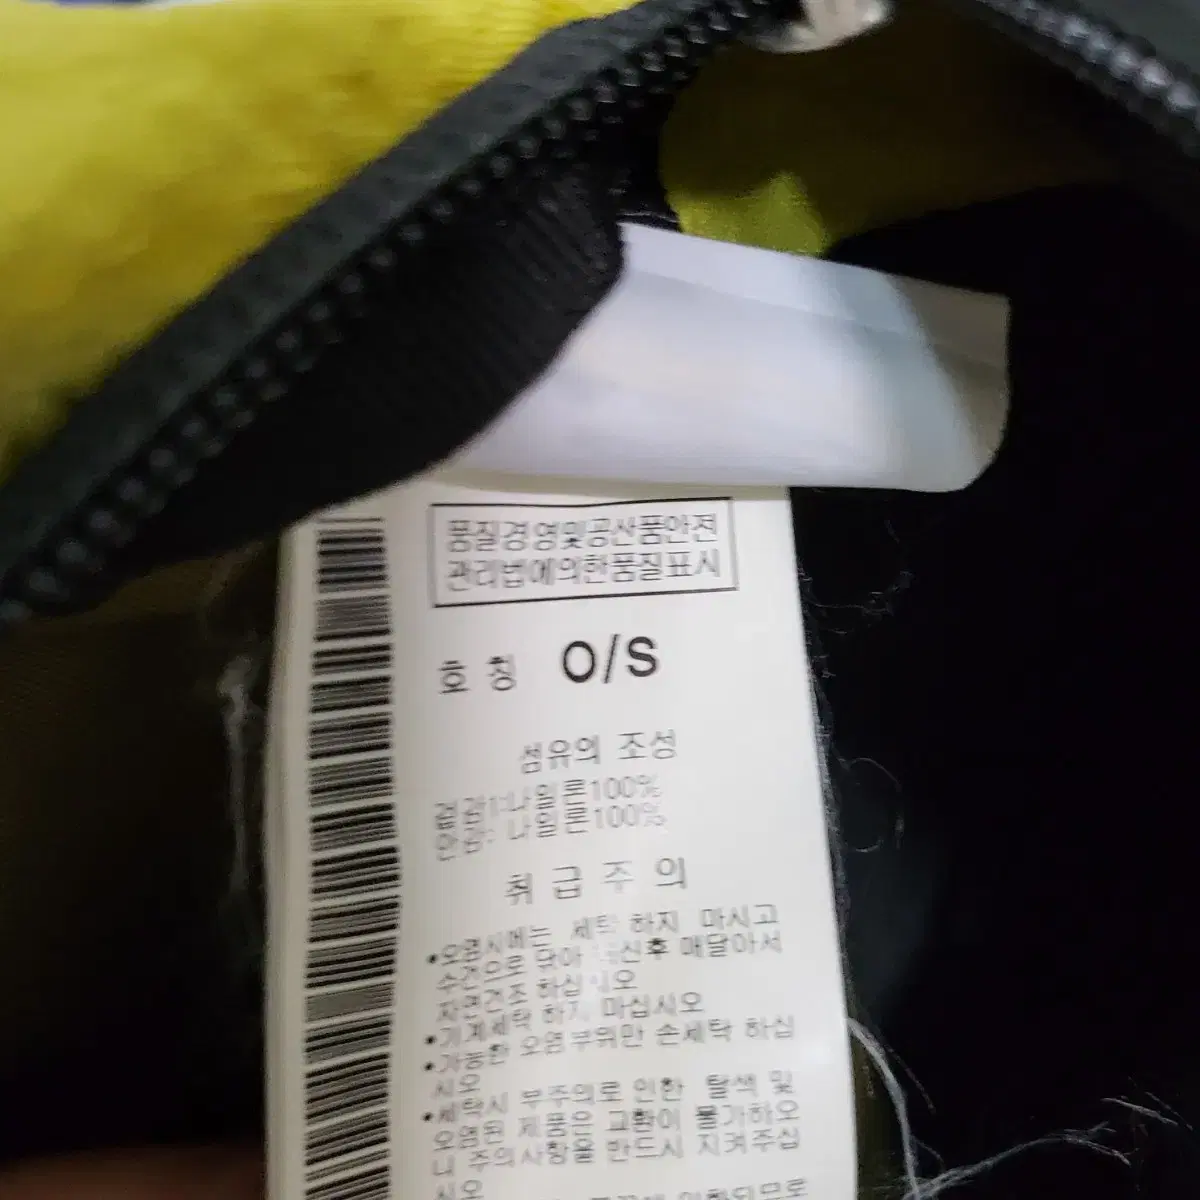 품질경영및공산품안전
관리법에의한품질표시
호 칭 O/S
섬유의 조성
겉감1:나일론100%
안감: 나일론100%
취 급 주 의
•오염시에는 세탁 하지 마시고
수건으로 닦아 내신후 매달아서
자연건조 하십시오
•기계세탁 하지 마십시오
•가능한 오염부위만 손세탁 하십
시오
•세탁시 부주의로 인한 탈색 및
오염된 제품은 교환이 불가하오
니 주의사항을 반드시 지켜주십
시오